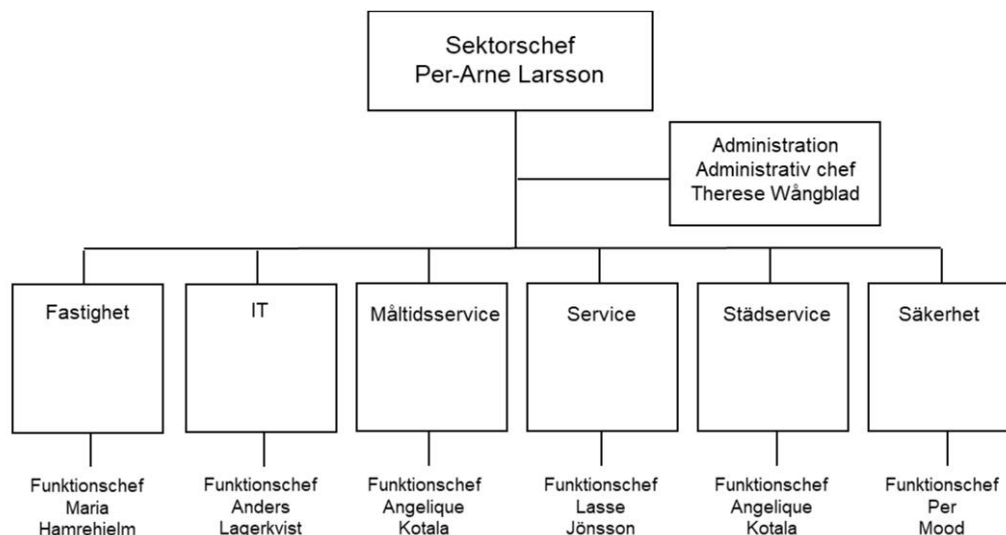 Sektorschef
Per-Arne Larsson
Administration
Administrativ chef
Therese Wångblad
Fastighet
IT
Måltidsservice
Service
Städservice
Säkerhet
Funktionschef
Maria
Hamrehjelm
Funktionschef
Anders
Lagerkvist
Funktionschef
Angelique
Kotala
Funktionschef
Lasse
Jönsson
Funktionschef
Angelique
Kotala
Funktionschef
Per
Mood